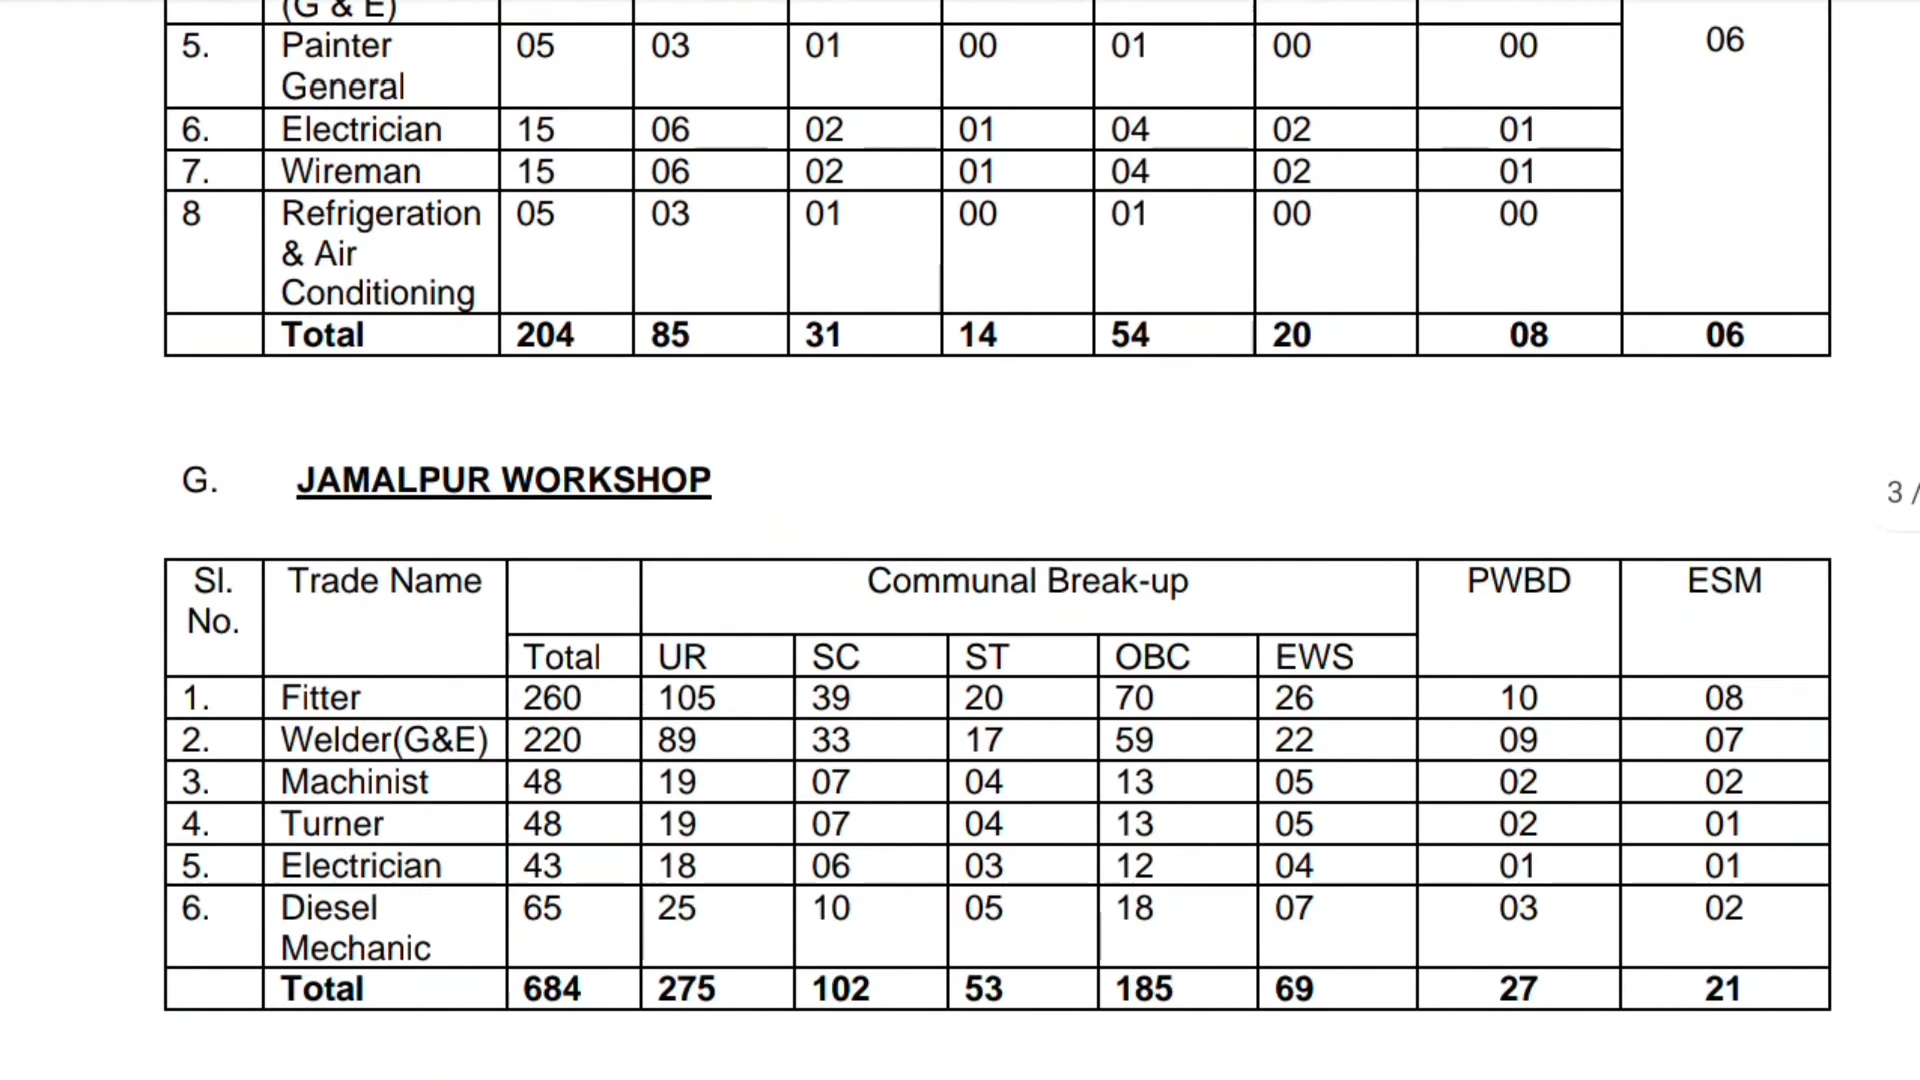 (G & E)
5. Painter General 05 03 01 00 01 00 00 06
6. Electrician 15 06 02 01 04 02 01
7. Wireman 15 06 02 01 04 02 01
8 Refrigeration & Air Conditioning 05 03 01 00 01 00 00
Total 204 85 31 14 54 20 08 06
G. JAMALPUR WORKSHOP
3 /
Sl. No. Trade Name Communal Break-up PWBD ESM
Total UR SC ST OBC EWS
1. Fitter 260 105 39 20 70 26 10 08
2. Welder(G&E) 220 89 33 17 59 22 09 07
3. Machinist 48 19 07 04 13 05 02 02
4. Turner 48 19 07 04 13 05 02 01
5. Electrician 43 18 06 03 12 04 01 01
6. Diesel Mechanic 65 25 10 05 18 07 03 02
Total 684 275 102 53 185 69 27 21